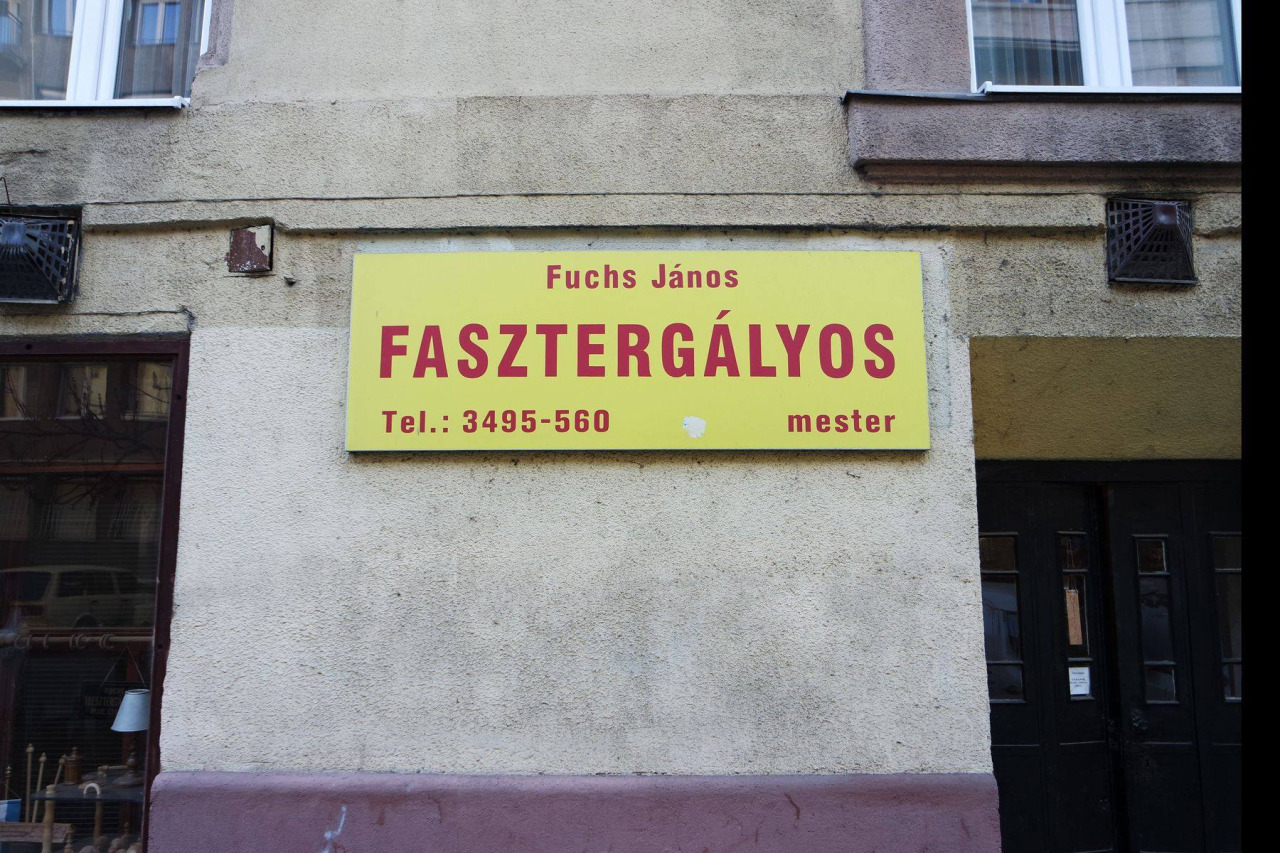 Fuchs János
FASZTERGÁLYOS
Tel.: 3495-560 mester